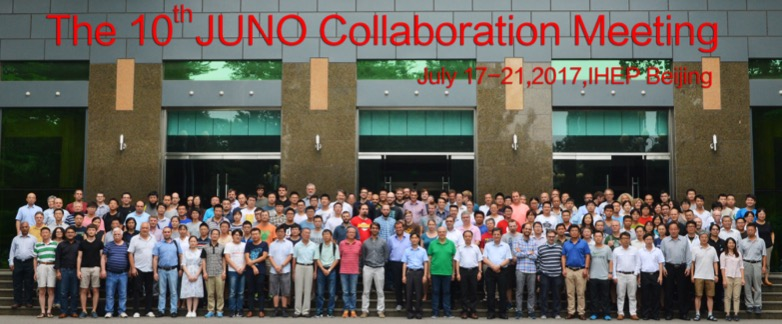 The 10th JUNO Collaboration Meeting
July 17-21,2017,IHEP Beijing